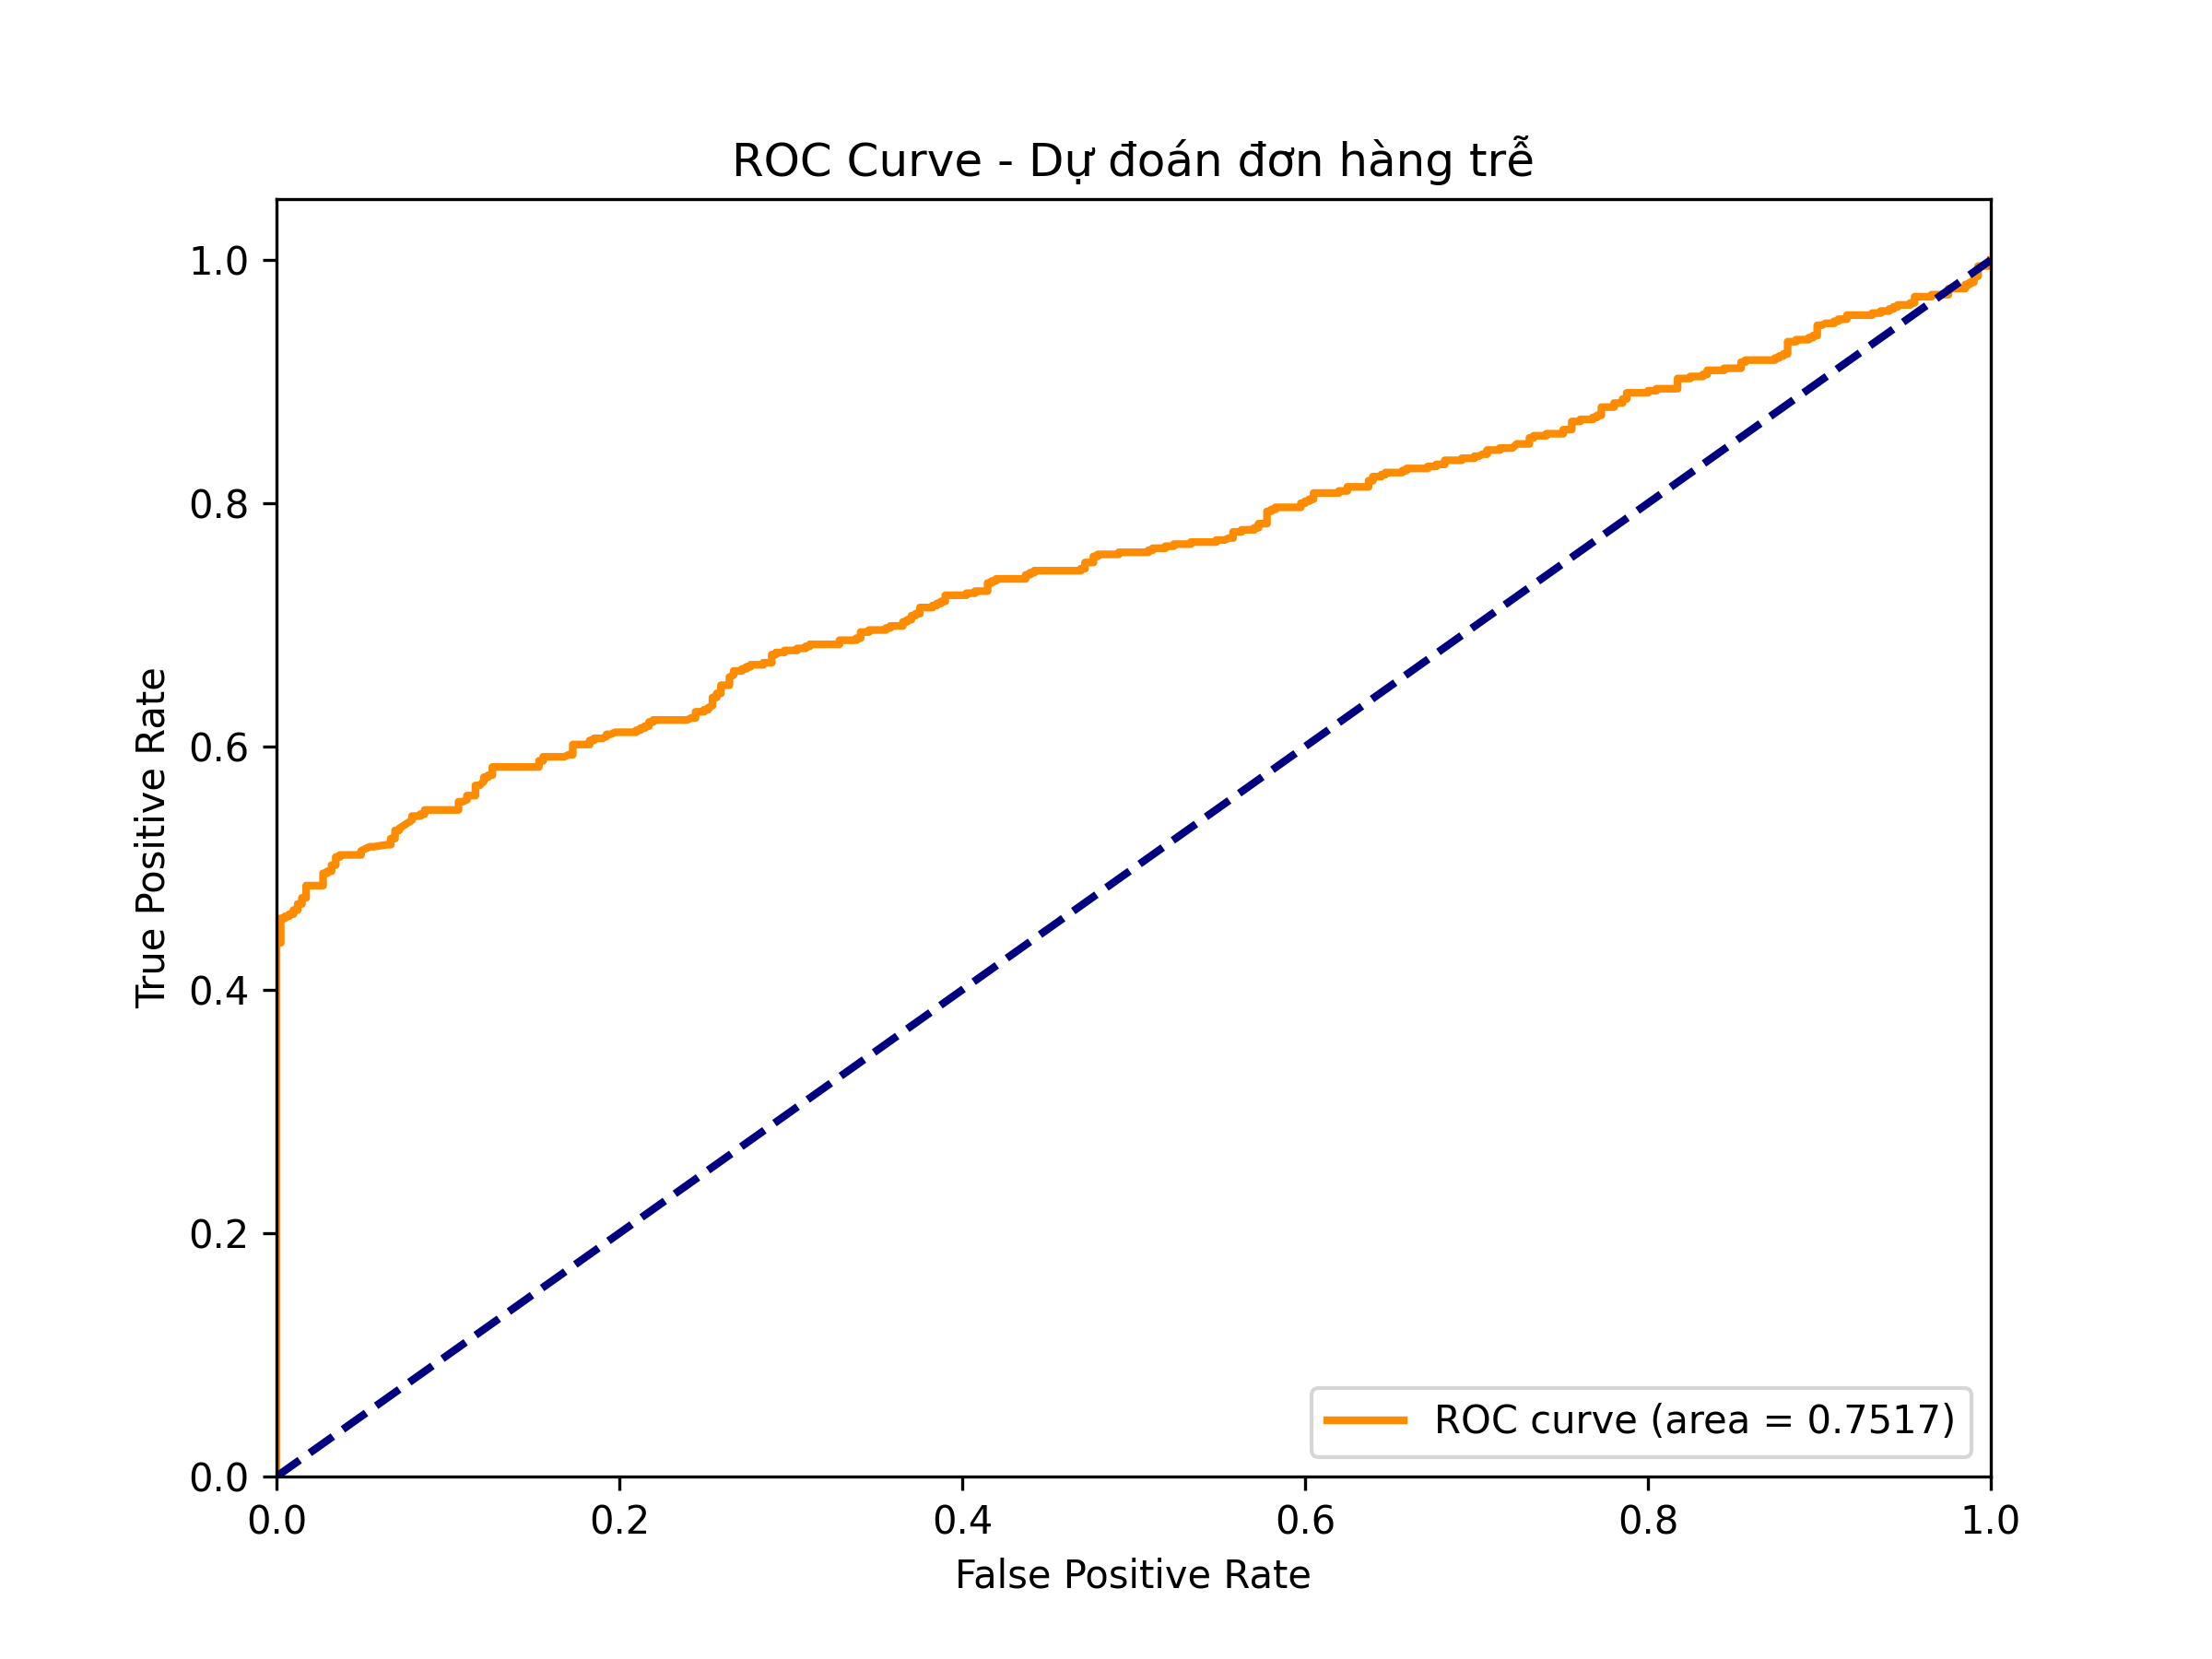 ROC Curve - Dự đoán đơn hàng trễ
True Positive Rate
1.0
0.8
0.6
0.4
0.2
0.0
ROC curve (area = 0.7517)
0.0 0.2 0.4 0.6 0.8 1.0
False Positive Rate